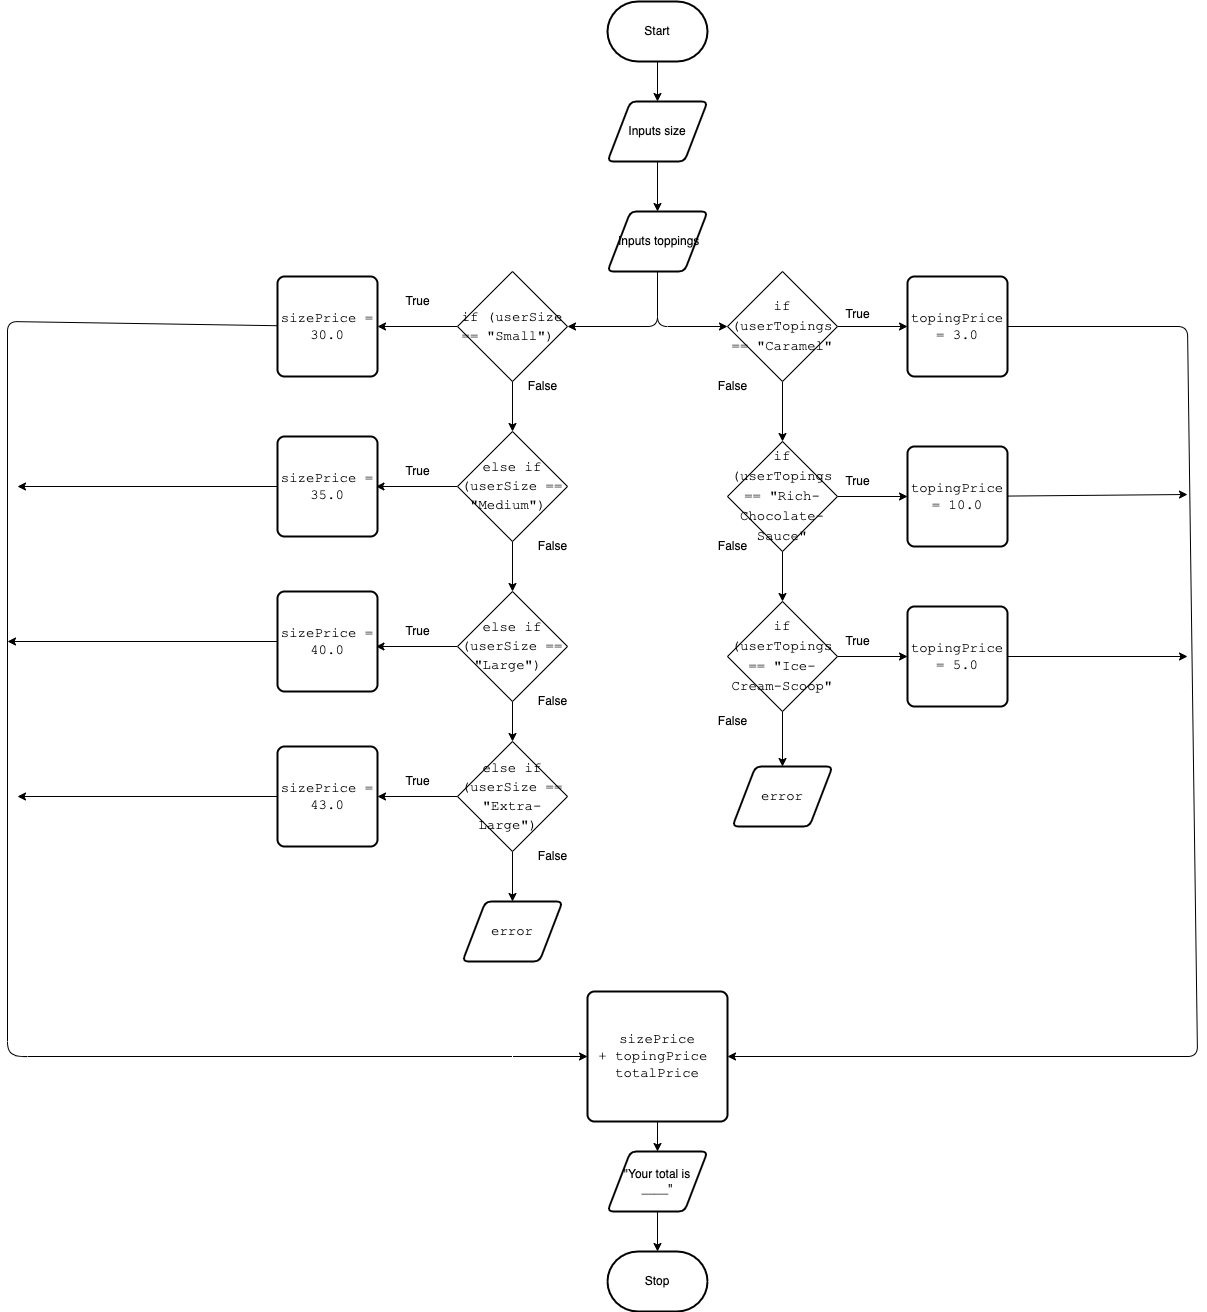 Start
Inputs size
Inputs toppings
sizePrice =
30.0
True
if (userSize
== "Small")
False
if
(userTopings
== "Caramel"
True
False
topingPrice
= 3.0
sizePrice =
35.0
True
else if
(userSize ==
"Medium")
False
if
(userTopings
== "Rich-
Chocolate-
Sauce"
True
False
topingPrice
= 10.0
sizePrice =
40.0
True
else if
(userSize ==
"Large")
False
if
(userTopings
== "Ice-
Cream-Scoop"
True
False
topingPrice
= 5.0
sizePrice =
43.0
True
else if
(userSize ==
"Extra-
Large")
False
error
error
sizePrice
+ topingPrice
totalPrice
"Your total is
____"
Stop